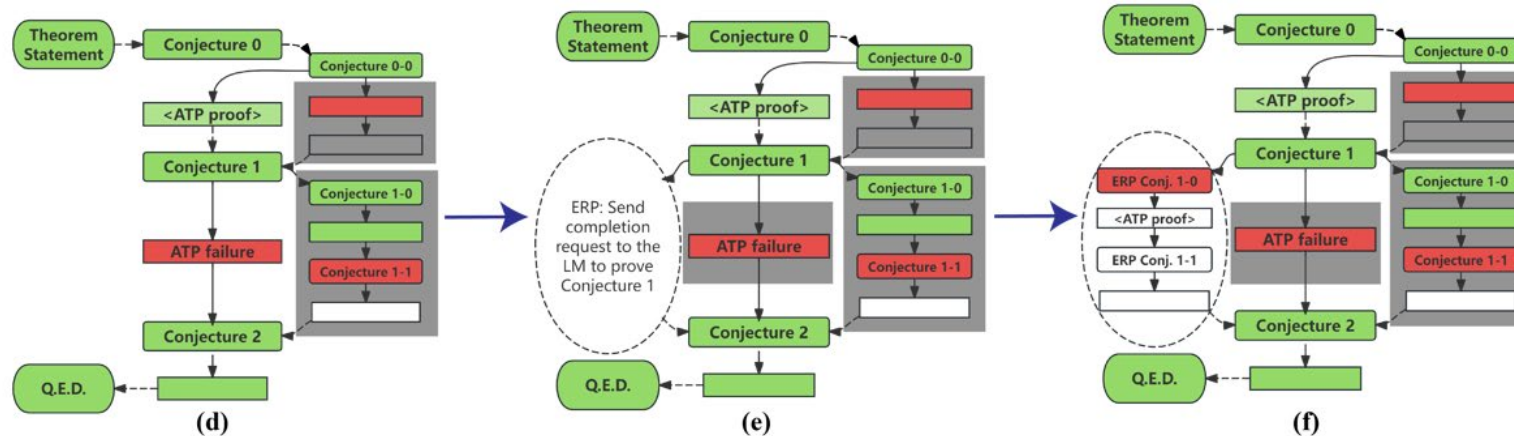 Theorem
Statement
Conjecture 0
Conjecture 0-0
<ATP proof>
Conjecture 1
Conjecture 1-0
ATP failure
Conjecture 1-1
Conjecture 2
Q.E.D.
(d)
Theorem
Statement
Conjecture 0
Conjecture 0-0
<ATP proof>
Conjecture 1
Conjecture 1-0
ERP: Send
completion
request to the
LM to prove
Conjecture 1
ATP failure
Conjecture 1-1
Conjecture 2
Q.E.D.
(e)
Theorem
Statement
Conjecture 0
Conjecture 0-0
<ATP proof>
Conjecture 1
ERP Conj. 1-0
Conjecture 1-0
<ATP proof>
ATP failure
ERP Conj. 1-1
Conjecture 1-1
Conjecture 2
Q.E.D.
(f)